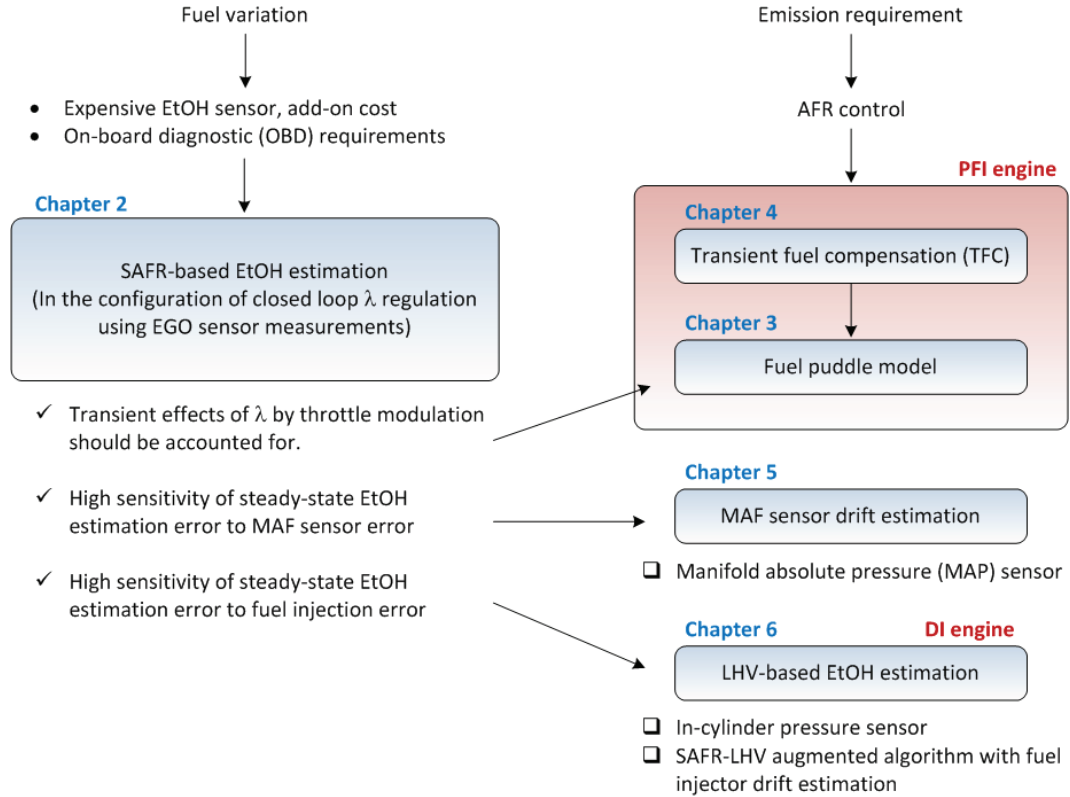 Fuel variation
• Expensive EtOH sensor, add-on cost
• On-board diagnostic (OBD) requirements
Chapter 2
SAFR-based EtOH estimation
(In the configuration of closed loop λ regulation
using EGO sensor measurements)
✓ Transient effects of λ by throttle modulation
should be accounted for.
✓ High sensitivity of steady-state EtOH
estimation error to MAF sensor error
✓ High sensitivity of steady-state EtOH
estimation error to fuel injection error
Emission requirement
AFR control
PFI engine
Chapter 4
Transient fuel compensation (TFC)
Chapter 3
Fuel puddle model
Chapter 5
MAF sensor drift estimation
❑ Manifold absolute pressure (MAP) sensor
Chapter 6
DI engine
LHV-based EtOH estimation
❑ In-cylinder pressure sensor
❑ SAFR-LHV augmented algorithm with fuel
injector drift estimation